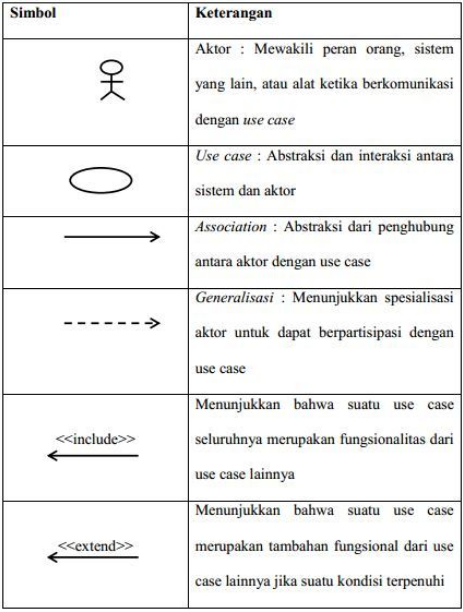 Simbol
Keterangan
Aktor : Mewakili peran orang, sistem
yang lain, atau alat ketika berkomunikasi
dengan use case
Use case : Abstraksi dan interaksi antara
sistem dan aktor
Association : Abstraksi dari penghubung
antara aktor dengan use case
Generalisasi : Menunjukkan spesialisasi
aktor untuk dapat berpartisipasi dengan
use case
<<include>>
Menunjukkan bahwa suatu use case
seluruhnya merupakan fungsionalitas dari
use case lainnya
<<extend>>
Menunjukkan bahwa suatu use case
merupakan tambahan fungsional dari use
case lainnya jika suatu kondisi terpenuhi